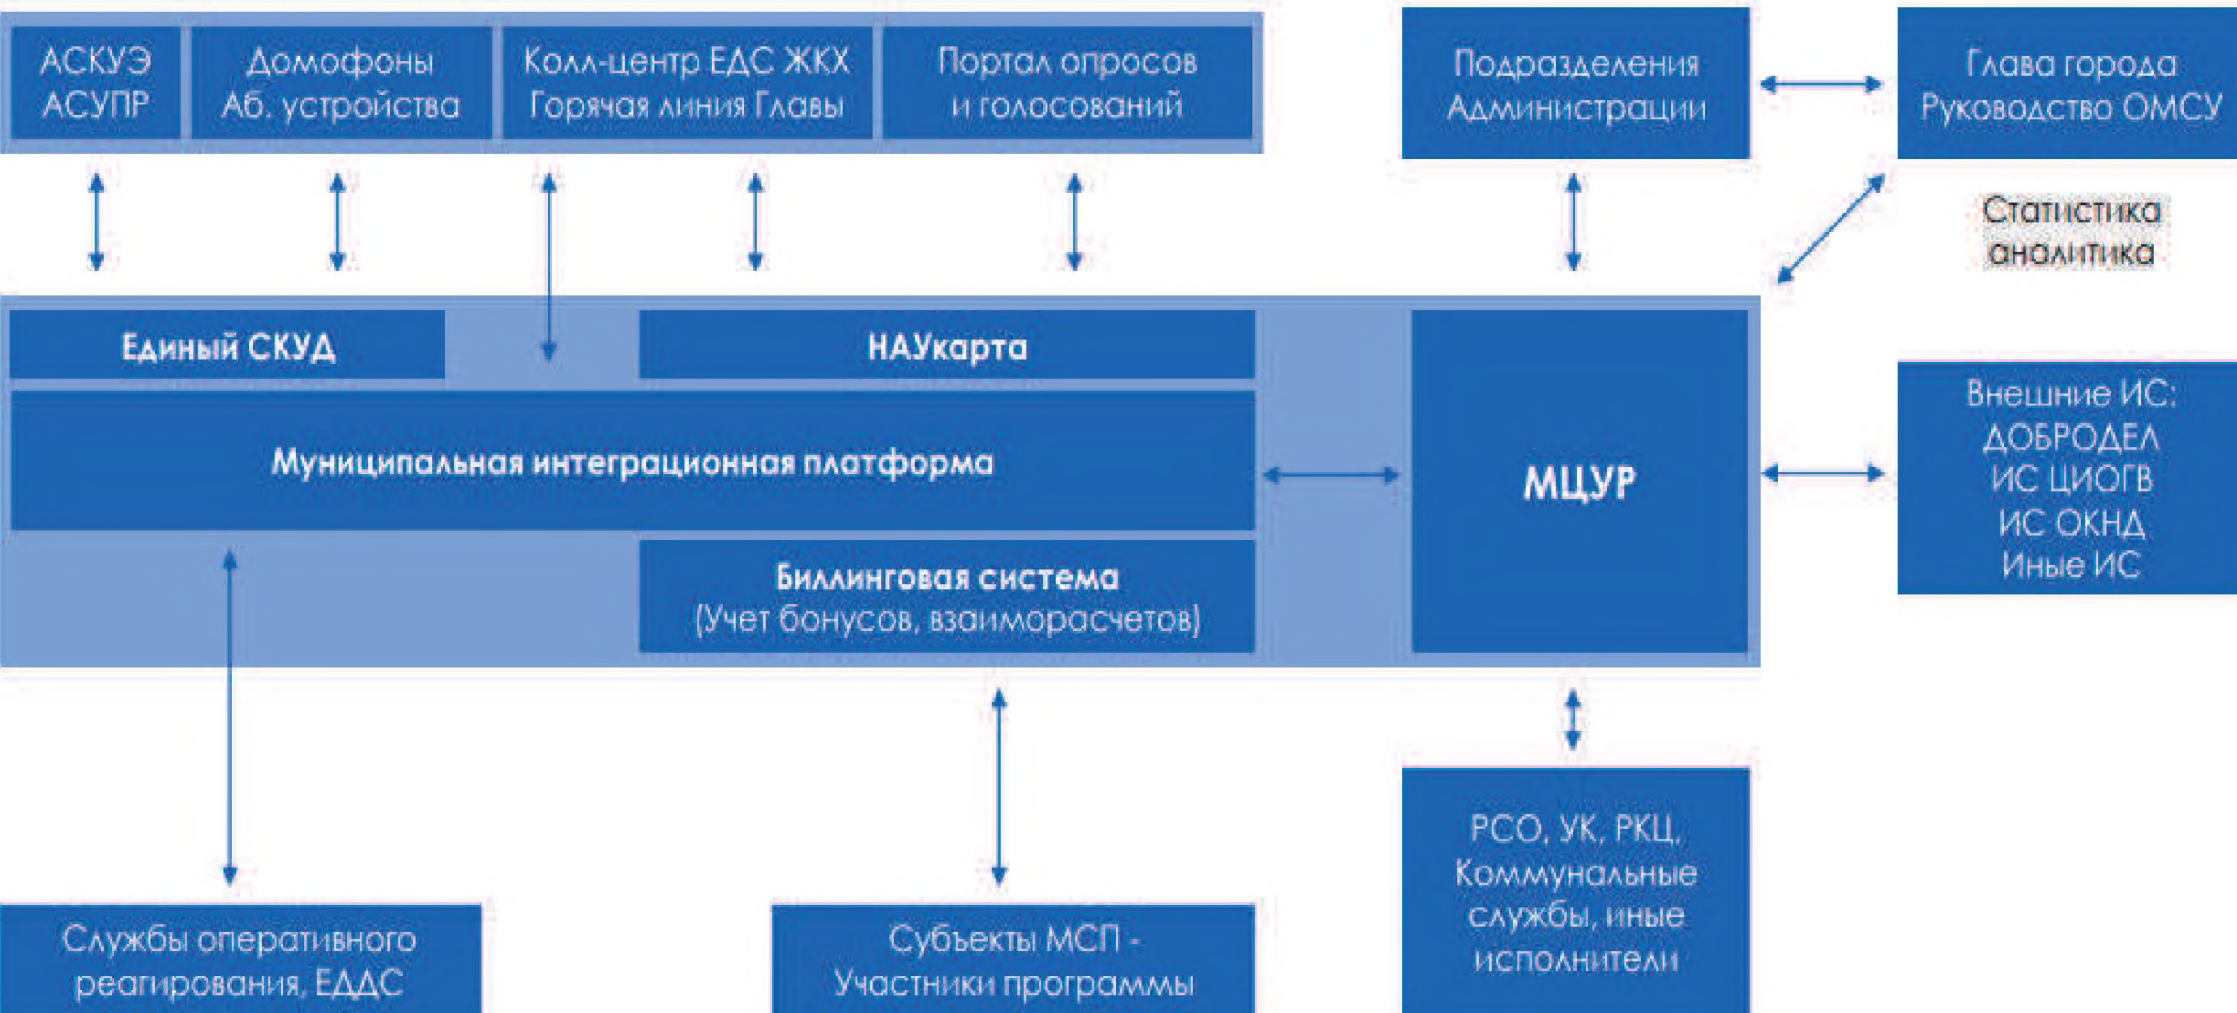 АСКУЭ
АСУПР
Домофоны
Аб. устройства
Колл-центр ЕДС ЖКХ
Горячая линия Главы
Портал опросов
и голосований
Подразделения
Администрации
Глава города
Руководство ОМСУ
Статистика
аналитика
Единый СКУД
НАУкарта
Муниципальная интеграционная платформа
МЦУР
Биллинговая система
(Учет бонусов, взаиморасчетов)
Внешние ИС:
ДОБРОДЕЛ
ИС ЦИОГВ
ИС ОКНД
Иные ИС
Службы оперативного
реагирования, ЕДДС
Субъекты МСП -
Участники программы
РСО, УК, РКЦ,
Коммунальные
службы, иные
исполнители